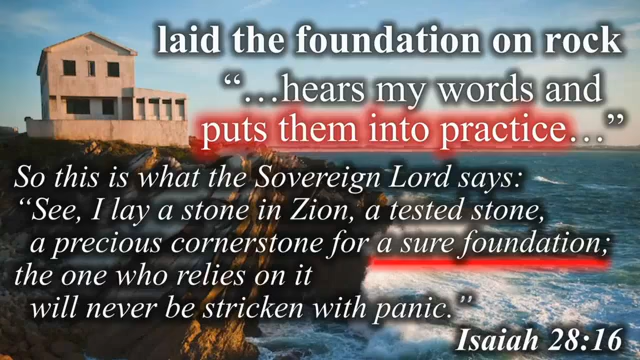 laid the foundation on rock
“…hears my words and
puts them into practice…”
So this is what the Sovereign Lord says:
“See, I lay a stone in Zion, a tested stone,
a precious cornerstone for a sure foundation;
the one who relies on it
will never be stricken with panic.”
Isaiah 28:16